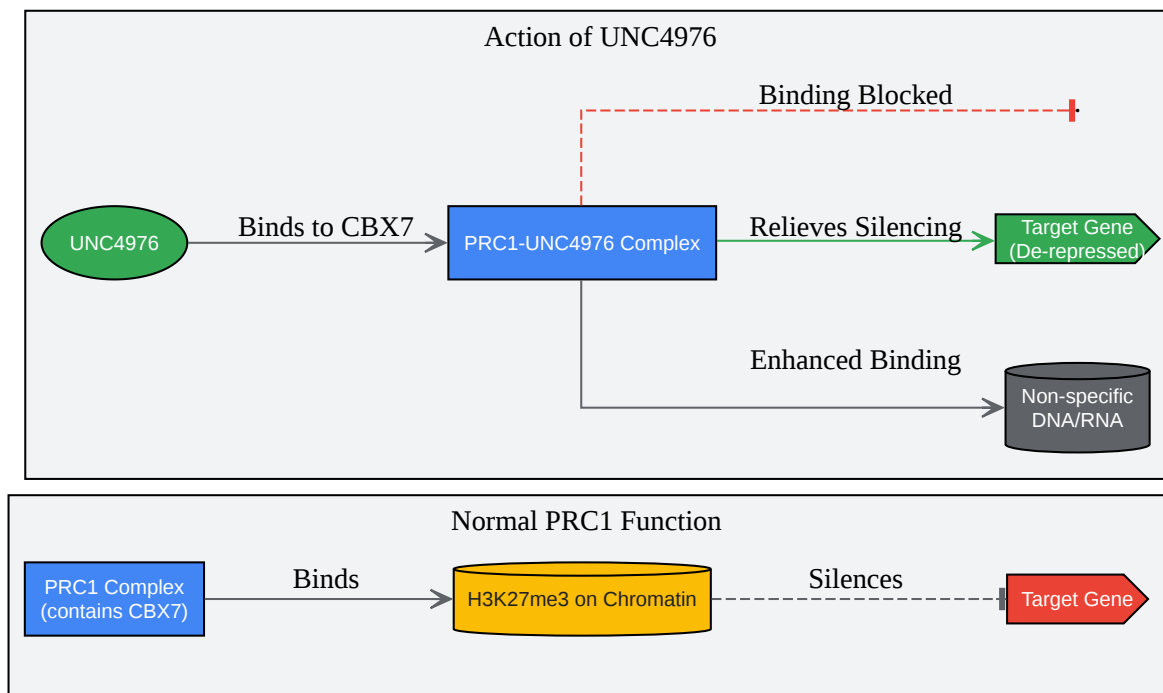 Action of UNC4976
Binding Blocked
UNC4976
Binds to CBX7
PRC1-UNC4976 Complex
Relieves Silencing
Target Gene
(De-repressed)
Enhanced Binding
Non-specific
DNA/RNA
Normal PRC1 Function
PRC1 Complex
(contains CBX7)
Binds
H3K27me3 on Chromatin
Silences
Target Gene